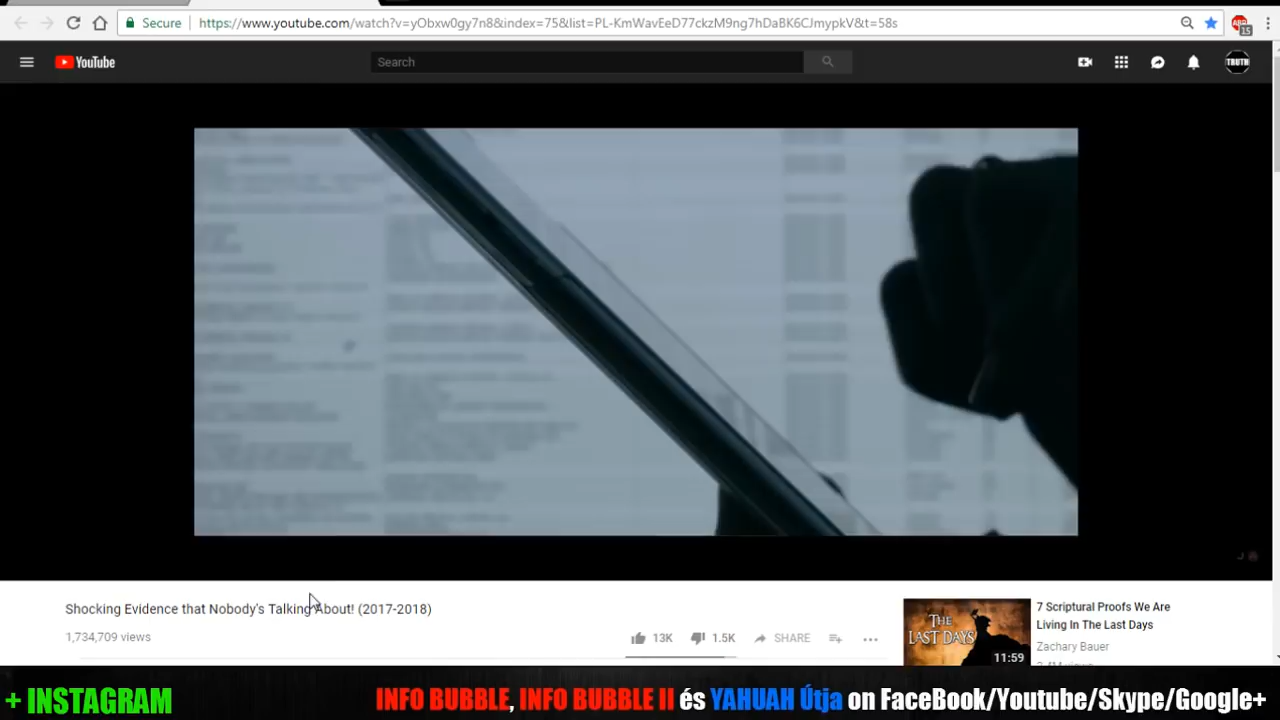 Secure https://www.youtube.com/watch?v=yObxw0gy7n8&index=75&list=PL-KmWavEeD77ckzM9ng7hDaBK6CJmypkV&t=58s
15
YouTube
Search
TRUTH
Shocking Evidence that Nobody's Talking About! (2017-2018)
1,734,709 views
13K 1.5K SHARE
THE LAST DAYS
11:59
7 Scriptural Proofs We Are
Living In The Last Days
Zachary Bauer
+ INSTAGRAM
INFO BUBBLE, INFO BUBBLE II és YAHUAH Útja on FaceBook/Youtube/Skype/Google+